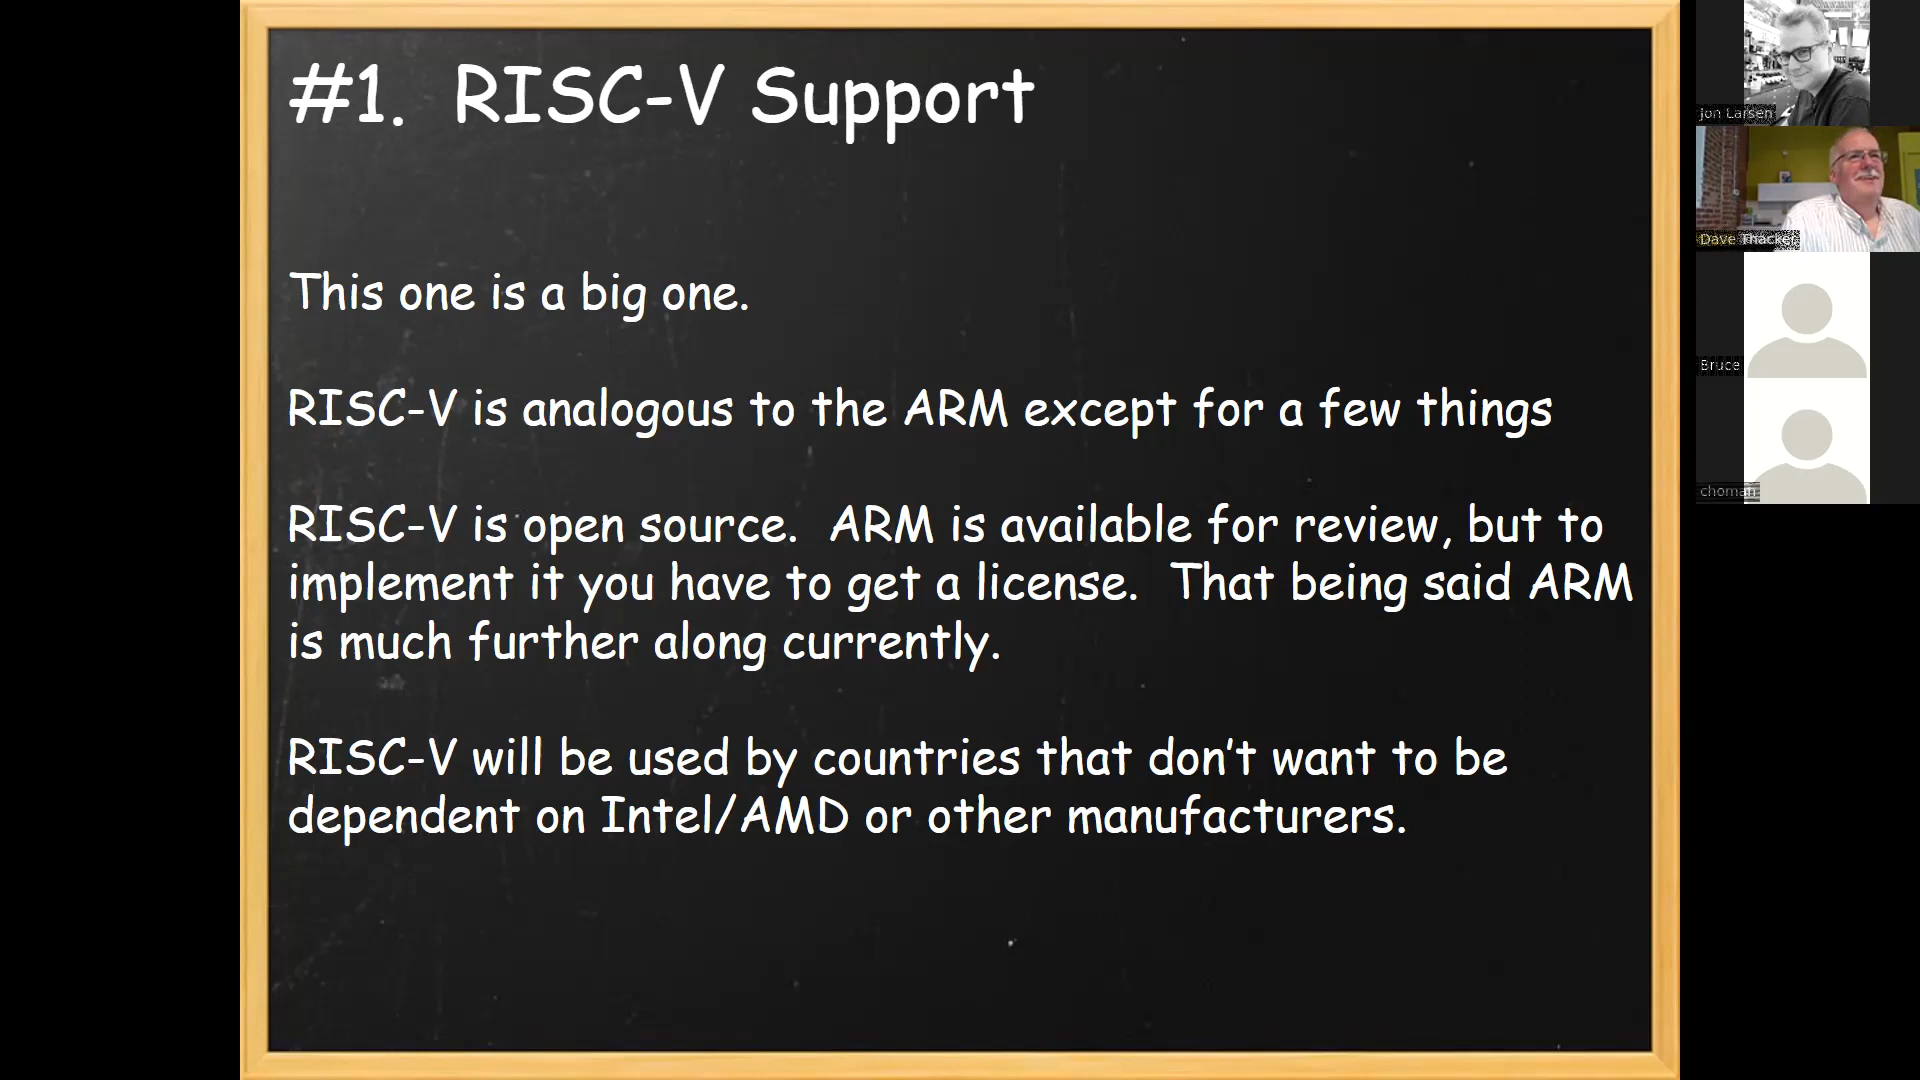 #1. RISC-V Support
This one is a big one.
RISC-V is analogous to the ARM except for a few things
RISC-V is open source. ARM is available for review, but to
implement it you have to get a license. That being said ARM
is much further along currently.
RISC-V will be used by countries that don't want to be
dependent on Intel/AMD or other manufacturers.
Jon Larsen
Dave Thacker
Bruce
choman